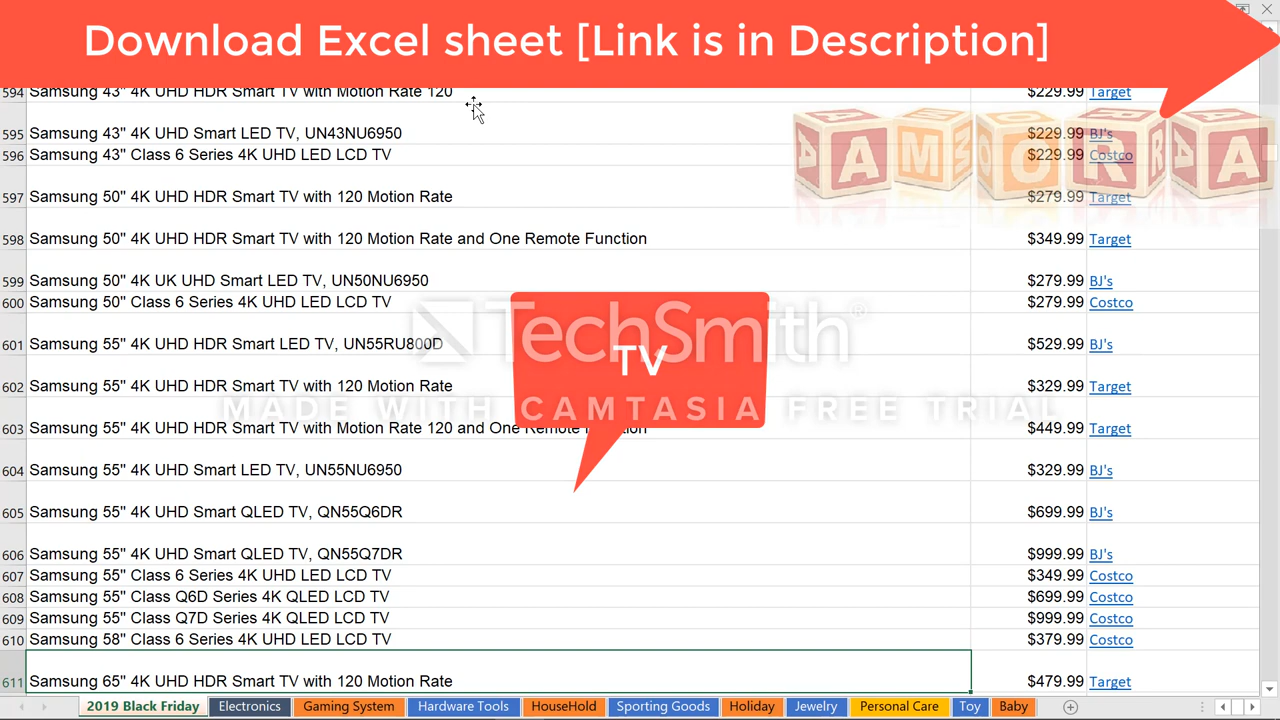 Download Excel sheet [Link is in Description]
594 Samsung 43" 4K UHD HDR Smart TV with Motion Rate 120 $229.99 Target
595 Samsung 43" 4K UHD Smart LED TV, UN43NU6950 $229.99 BJ's
596 Samsung 43" Class 6 Series 4K UHD LED LCD TV $229.99 Costco
A M O R A
597 Samsung 50" 4K UHD HDR Smart TV with 120 Motion Rate $279.99 Target
598 Samsung 50" 4K UHD HDR Smart TV with 120 Motion Rate and One Remote Function $349.99 Target
599 Samsung 50" 4K UK UHD Smart LED TV, UN50NU6950 $279.99 BJ's
600 Samsung 50" Class 6 Series 4K UHD LED LCD TV $279.99 Costco
TechSmith®
601 Samsung 55" 4K UHD HDR Smart LED TV, UN55RU800D $529.99 BJ's
TV
602 Samsung 55" 4K UHD HDR Smart TV with 120 Motion Rate $329.99 Target
MADE WITH CAMTASIA FREE TRIAL
603 Samsung 55" 4K UHD HDR Smart TV with Motion Rate 120 and One Remote Function $449.99 Target
604 Samsung 55" 4K UHD Smart LED TV, UN55NU6950 $329.99 BJ's
605 Samsung 55" 4K UHD Smart QLED TV, QN55Q6DR $699.99 BJ's
606 Samsung 55" 4K UHD Smart QLED TV, QN55Q7DR $999.99 BJ's
607 Samsung 55" Class 6 Series 4K UHD LED LCD TV $349.99 Costco
608 Samsung 55" Class Q6D Series 4K QLED LCD TV $699.99 Costco
609 Samsung 55" Class Q7D Series 4K QLED LCD TV $999.99 Costco
610 Samsung 58" Class 6 Series 4K UHD LED LCD TV $379.99 Costco
611 Samsung 65" 4K UHD HDR Smart TV with 120 Motion Rate $479.99 Target
2019 Black Friday Electronics Gaming System Hardware Tools HouseHold Sporting Goods Holiday Jewelry Personal Care Toy Baby